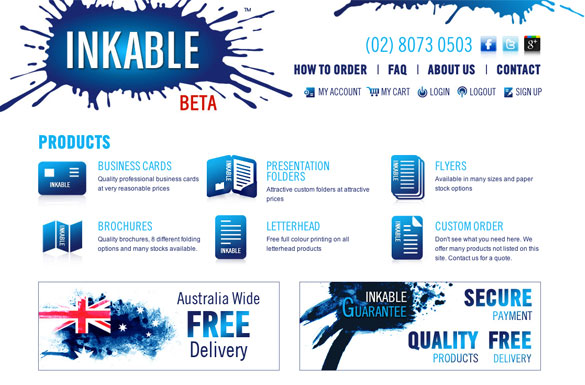 INKABLE™
BETA
(02) 8073 0503
HOW TO ORDER | FAQ | ABOUT US | CONTACT
MY ACCOUNT MY CART LOGIN LOGOUT SIGN UP
PRODUCTS
BUSINESS CARDS
Quality professional business cards
at very reasonable prices
INKABLE
PRESENTATION
FOLDERS
Attractive custom folders at attractive
prices
INKABLE
FLYERS
Available in many sizes and paper
stock options
INKABLE
BROCHURES
Quality brochures, 8 different folding
options and many stocks available.
INKABLE
LETTERHEAD
Free full colour printing on all
letterhead products
INKABLE
CUSTOM ORDER
Don't see what you need here. We
offer many products not listed on this
site. Contact us for a quote.
INKABLE
Australia Wide
FREE
Delivery
INKABLE
GUARANTEE
SECURE
PAYMENT
QUALITY
PRODUCTS
FREE
DELIVERY